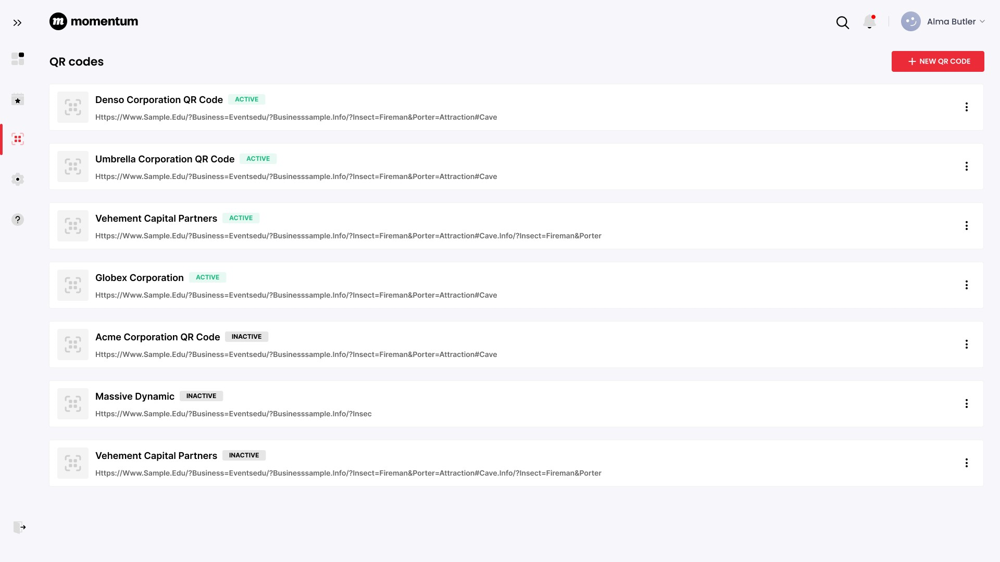 momentum
Alma Butler
QR codes
NEW QR CODE
Denso Corporation QR Code ACTIVE
Https://Www.Sample.Edu/?Business=Eventsedu/?Businesssample.Info/?Insect=Fireman&Porter=Attraction#Cave
Umbrella Corporation QR Code ACTIVE
Https://Www.Sample.Edu/?Business=Eventsedu/?Businesssample.Info/?Insect=Fireman&Porter=Attraction#Cave
Vehement Capital Partners ACTIVE
Https://Www.Sample.Edu/?Business=Eventsedu/?Businesssample.Info/?Insect=Fireman&Porter=Attraction#Cave.Info/?Insect=Fireman&Porter
Globex Corporation ACTIVE
Https://Www.Sample.Edu/?Business=Eventsedu/?Businesssample.Info/?Insect=Fireman&Porter=Attraction#Cave
Acme Corporation QR Code INACTIVE
Https://Www.Sample.Edu/?Business=Eventsedu/?Businesssample.Info/?Insect=Fireman&Porter=Attraction#Cave
Massive Dynamic INACTIVE
Https://Www.Sample.Edu/?Business=Eventsedu/?Businesssample.Info/?Insec
Vehement Capital Partners INACTIVE
Https://Www.Sample.Edu/?Business=Eventsedu/?Businesssample.Info/?Insect=Fireman&Porter=Attraction#Cave.Info/?Insect=Fireman&Porter